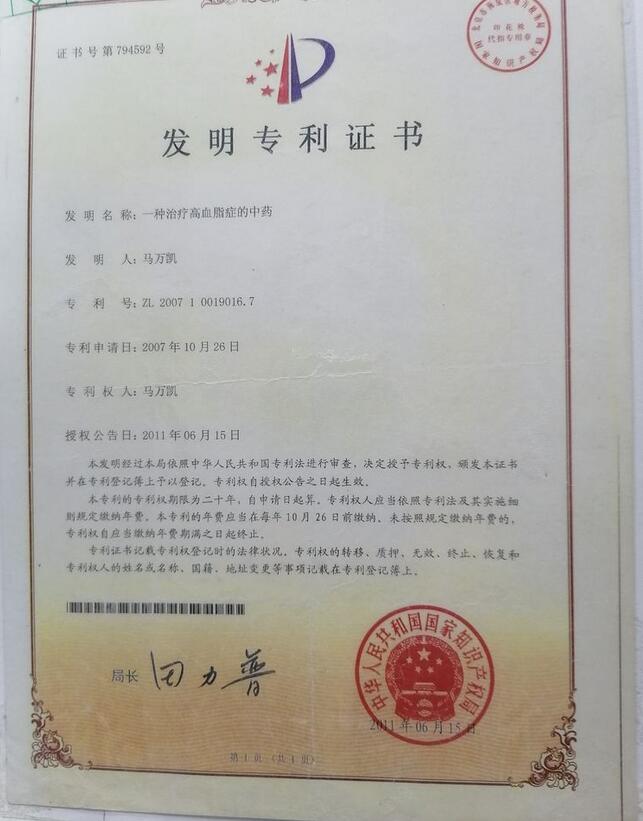 证书号第794592号
印花税
代扣专用章
国家知识产权局
发明专利证书
发明名称：一种治疗高血脂症的中药
发明人：马万凯
专利号：ZL 2007 1 0019016.7
专利申请日：2007年10月26日
专利权人：马万凯
授权公告日：2011年06月15日
本发明经过本局依照中华人民共和国专利法进行审查，决定授予专利权，颁发本证书
并在专利登记簿上予以登记。专利权自授权公告之日起生效。
本专利的专利权期限为二十年，自申请日起算。专利权人应当依照专利法及其实施细
则规定缴纳年费。本专利的年费应当在每年10月26日前缴纳。未按照规定缴纳年费的，
专利权自应当缴纳年费期满之日起终止。
专利证书记载专利权登记时的法律状况。专利权的转移、质押、无效、终止、恢复和
专利权人的姓名或名称、国籍、地址变更等事项记载在专利登记簿上。
局长 田力普
中华人民共和国国家知识产权局
2011年06月15日
第1页（共1页）